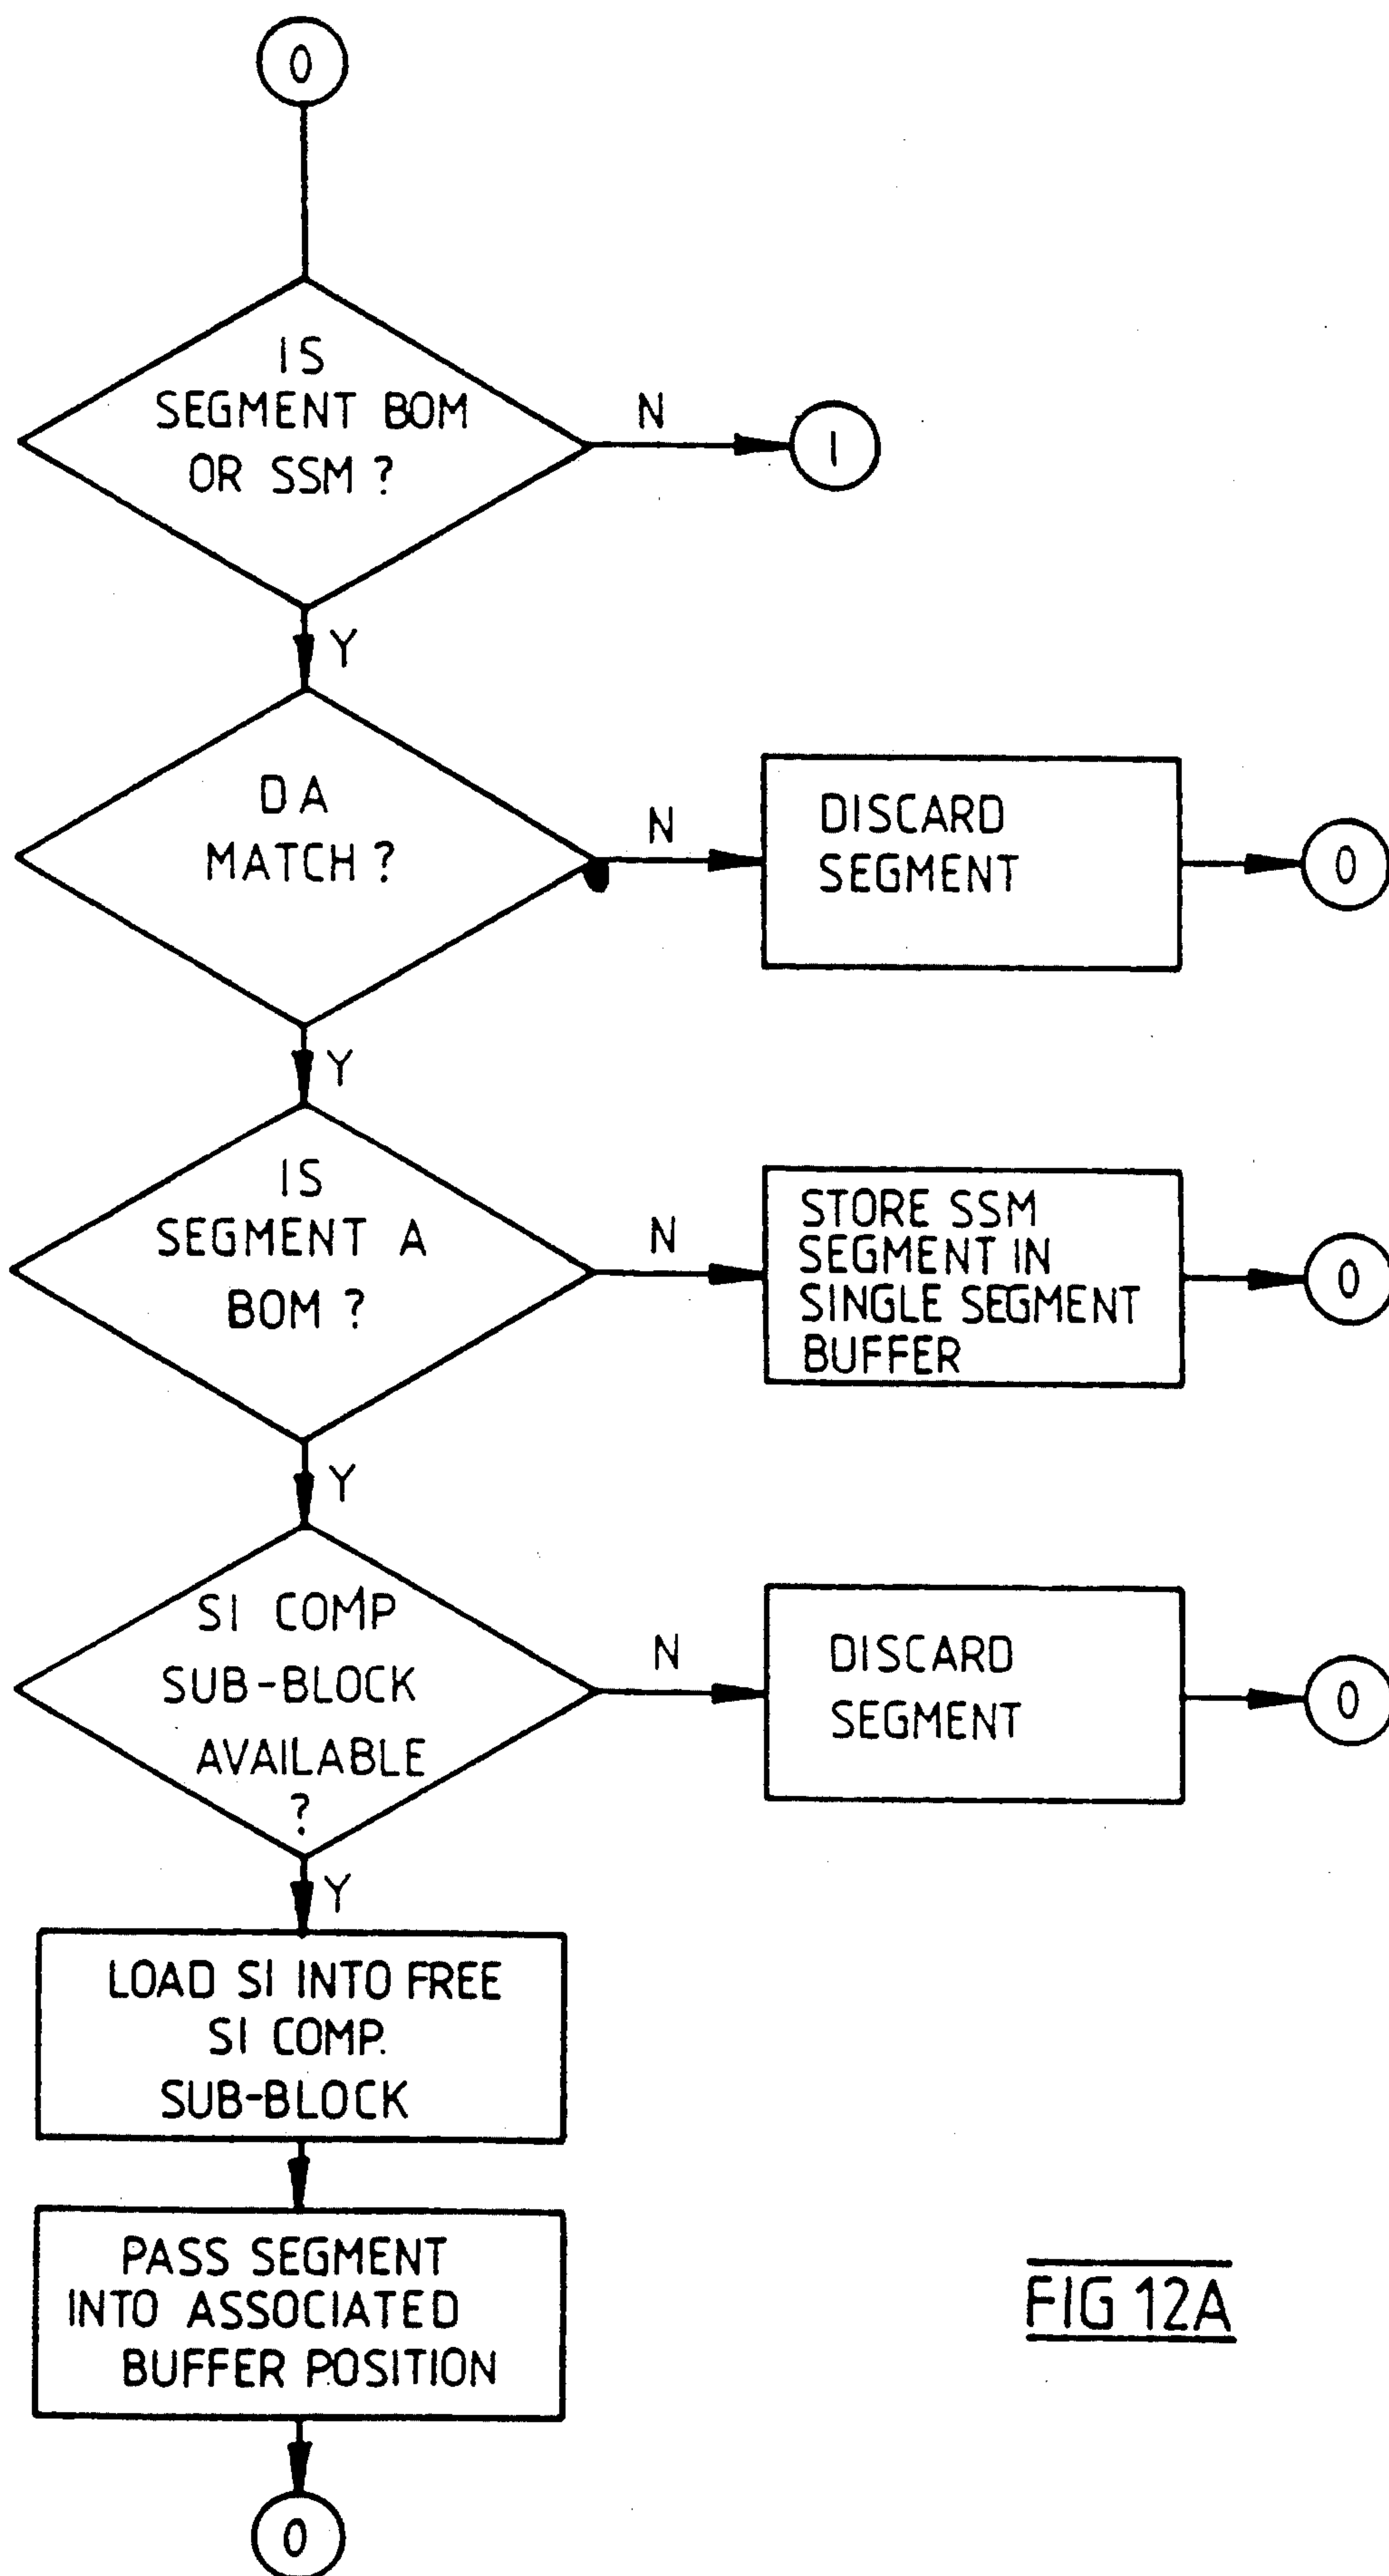 0
IS
SEGMENT BOM
OR SSM ?
N
1
Y
DA
MATCH ?
N
DISCARD
SEGMENT
0
Y
IS
SEGMENT A
BOM ?
N
STORE SSM
SEGMENT IN
SINGLE SEGMENT
BUFFER
0
Y
SI COMP
SUB-BLOCK
AVAILABLE
?
N
DISCARD
SEGMENT
0
Y
LOAD SI INTO FREE
SI COMP.
SUB-BLOCK
PASS SEGMENT
INTO ASSOCIATED
BUFFER POSITION
0
FIG 12A